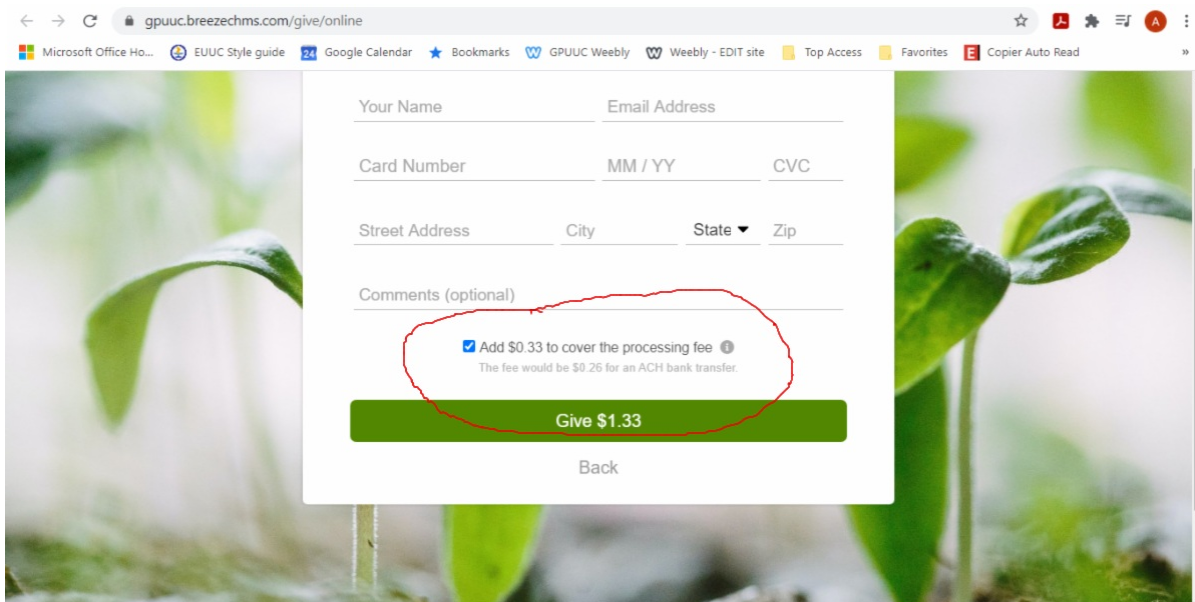 gpuuc.breezechms.com/give/online
A
Microsoft Office Ho... EUUC Style guide 24 Google Calendar Bookmarks GPUUC Weebly Weebly - EDIT site Top Access Favorites E Copier Auto Read »
Your Name Email Address
Card Number MM / YY CVC
Street Address City State Zip
Comments (optional)
Add $0.33 to cover the processing fee
The fee would be $0.26 for an ACH bank transfer.
Give $1.33
Back